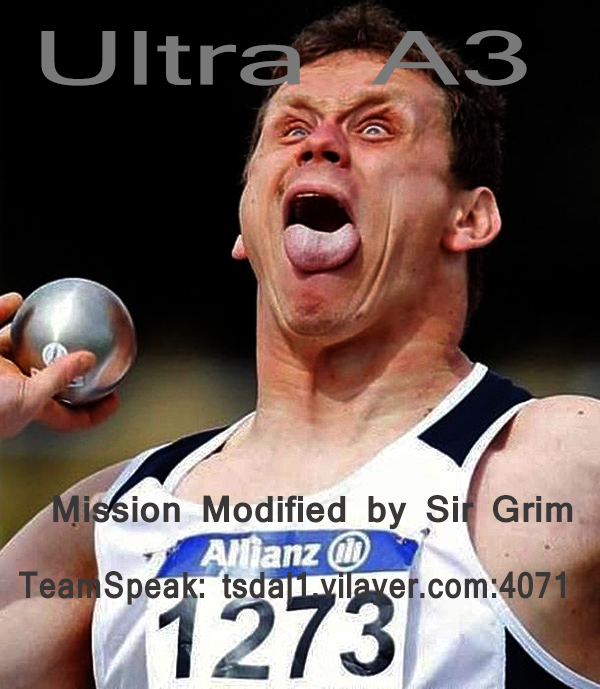 Ultra A3
Mission Modified by Sir Grim
Allianz
TeamSpeak: tsdal1.vilayer.com:4071
1273